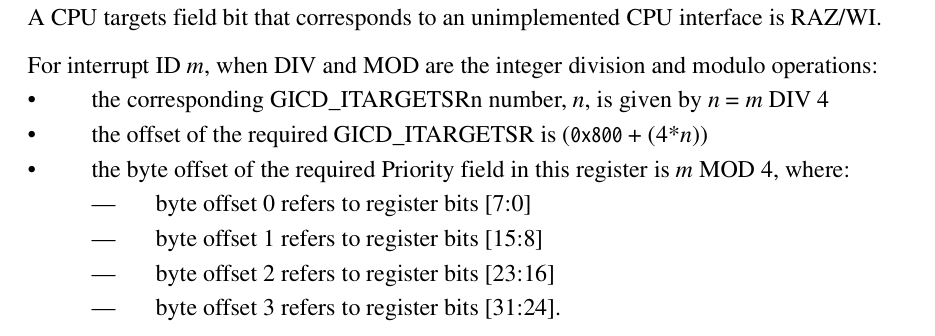 A CPU targets field bit that corresponds to an unimplemented CPU interface is RAZ/WI.
For interrupt ID m, when DIV and MOD are the integer division and modulo operations:
• the corresponding GICD_ITARGETSRn number, n, is given by n = m DIV 4
• the offset of the required GICD_ITARGETSR is (0x800 + (4*n))
• the byte offset of the required Priority field in this register is m MOD 4, where:
— byte offset 0 refers to register bits [7:0]
— byte offset 1 refers to register bits [15:8]
— byte offset 2 refers to register bits [23:16]
— byte offset 3 refers to register bits [31:24].